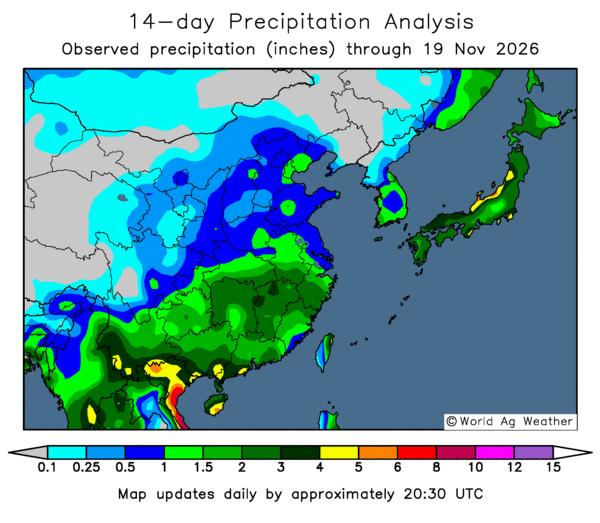 14-day Precipitation Analysis
Observed precipitation (inches) through 19 Nov 2026
© World Ag Weather
0.1 0.25 0.5 1 1.5 2 3 4 5 6 8 10 12 15
Map updates daily by approximately 20:30 UTC